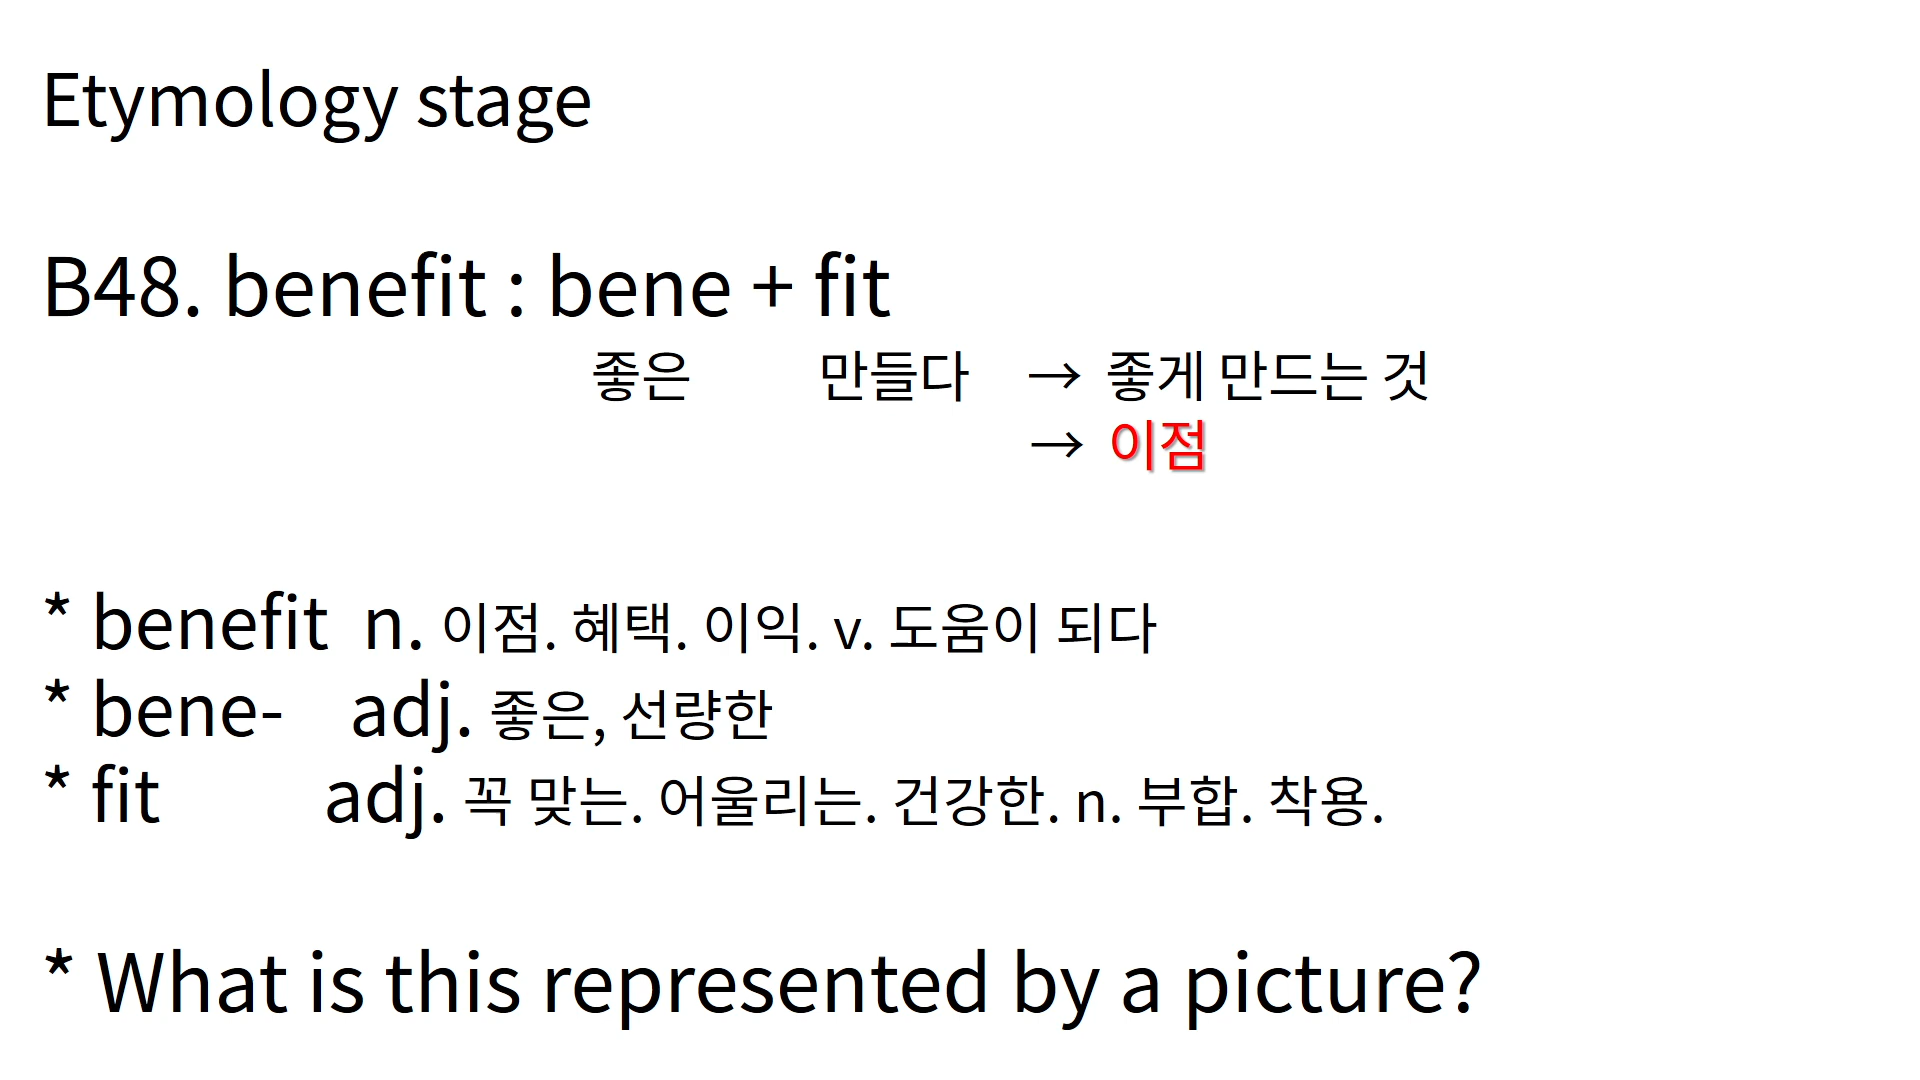 Etymology stage
B48. benefit : bene + fit
좋은 만들다 → 좋게 만드는 것
→ 이점
* benefit n. 이점. 혜택. 이익. v. 도움이 되다
* bene- adj. 좋은, 선량한
* fit adj. 꼭 맞는. 어울리는. 건강한. n. 부합. 착용.
* What is this represented by a picture?